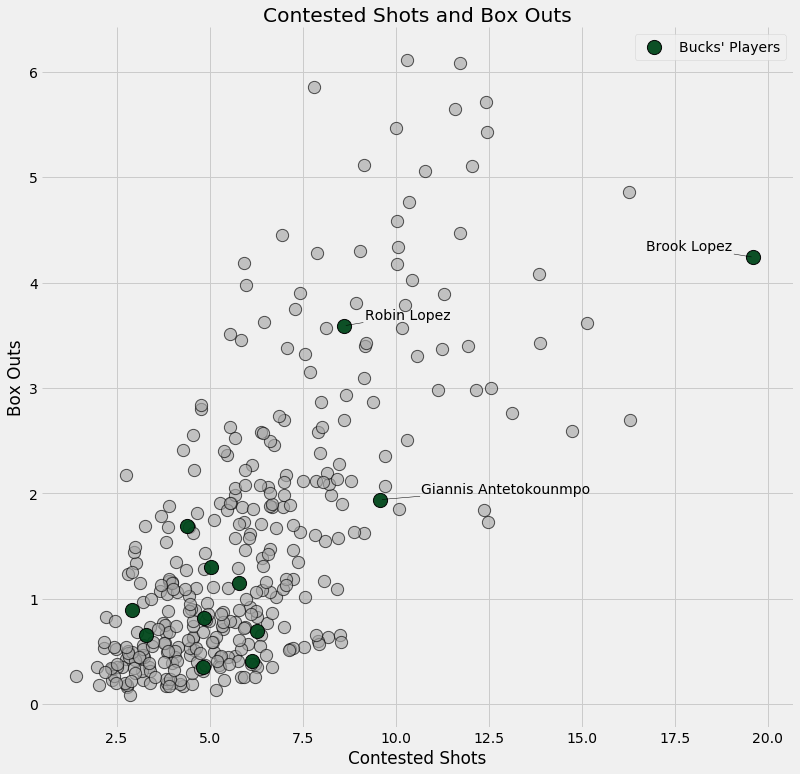 Contested Shots and Box Outs
Bucks' Players
6
5
Brook Lopez
4
Robin Lopez
Box Outs
3
2
Giannis Antetokounmpo
1
0
2.5 5.0 7.5 10.0 12.5 15.0 17.5 20.0
Contested Shots